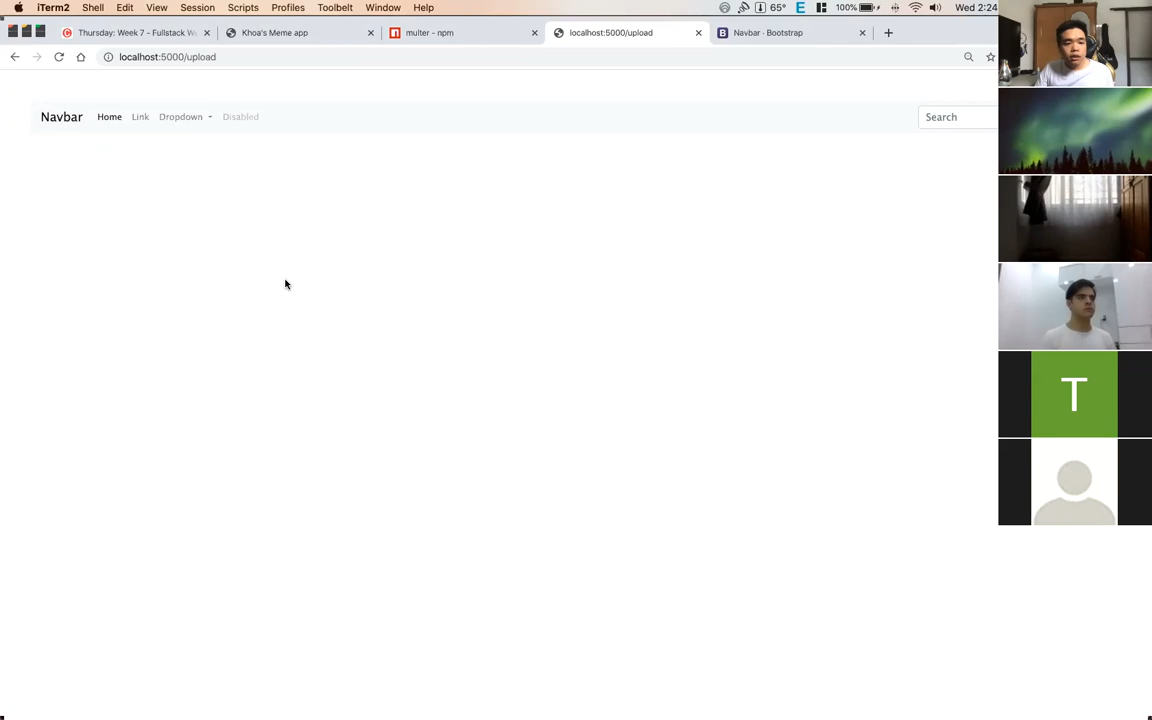 iTerm2 Shell Edit View Session Scripts Profiles Toolbelt Window Help 65° E 100% Wed 2:24
Thursday: Week 7 - Fullstack W Khoa's Meme app multer - npm localhost:5000/upload Navbar · Bootstrap
localhost:5000/upload
Navbar Home Link Dropdown Disabled Search
T